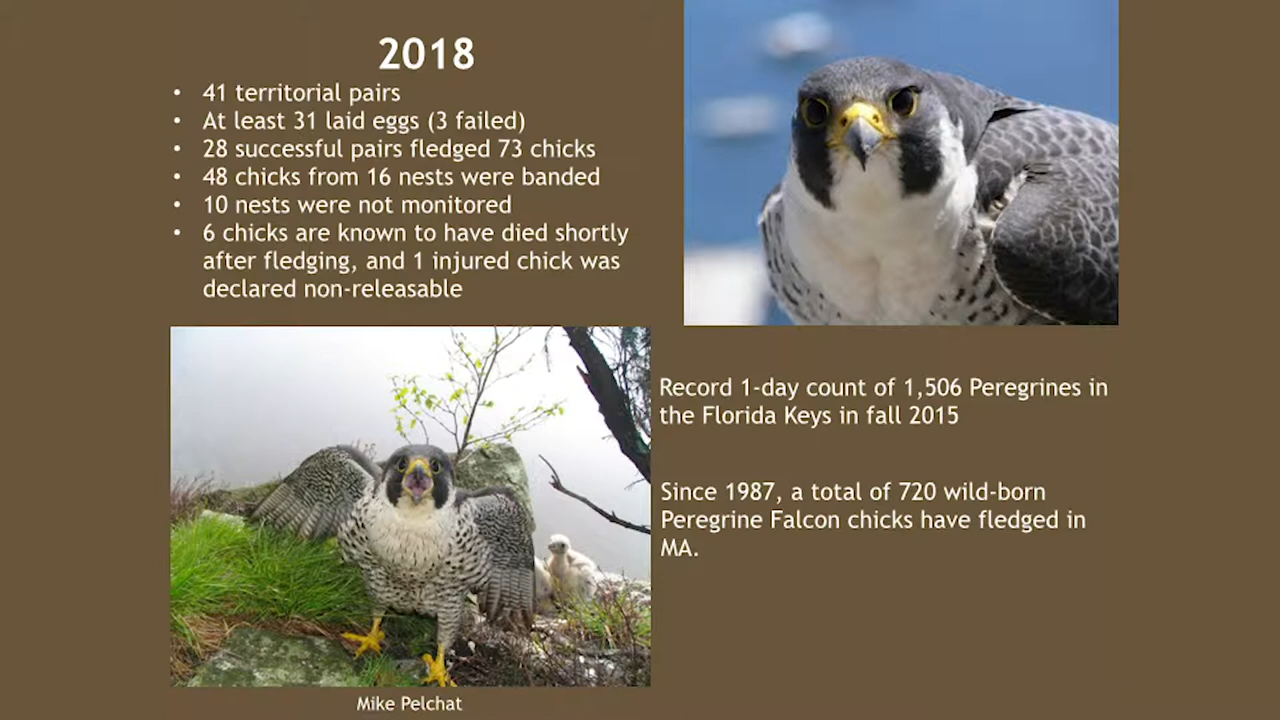 2018
• 41 territorial pairs
• At least 31 laid eggs (3 failed)
• 28 successful pairs fledged 73 chicks
• 48 chicks from 16 nests were banded
• 10 nests were not monitored
• 6 chicks are known to have died shortly
after fledging, and 1 injured chick was
declared non-releasable
Record 1-day count of 1,506 Peregrines in
the Florida Keys in fall 2015
Since 1987, a total of 720 wild-born
Peregrine Falcon chicks have fledged in
MA.
Mike Pelchat